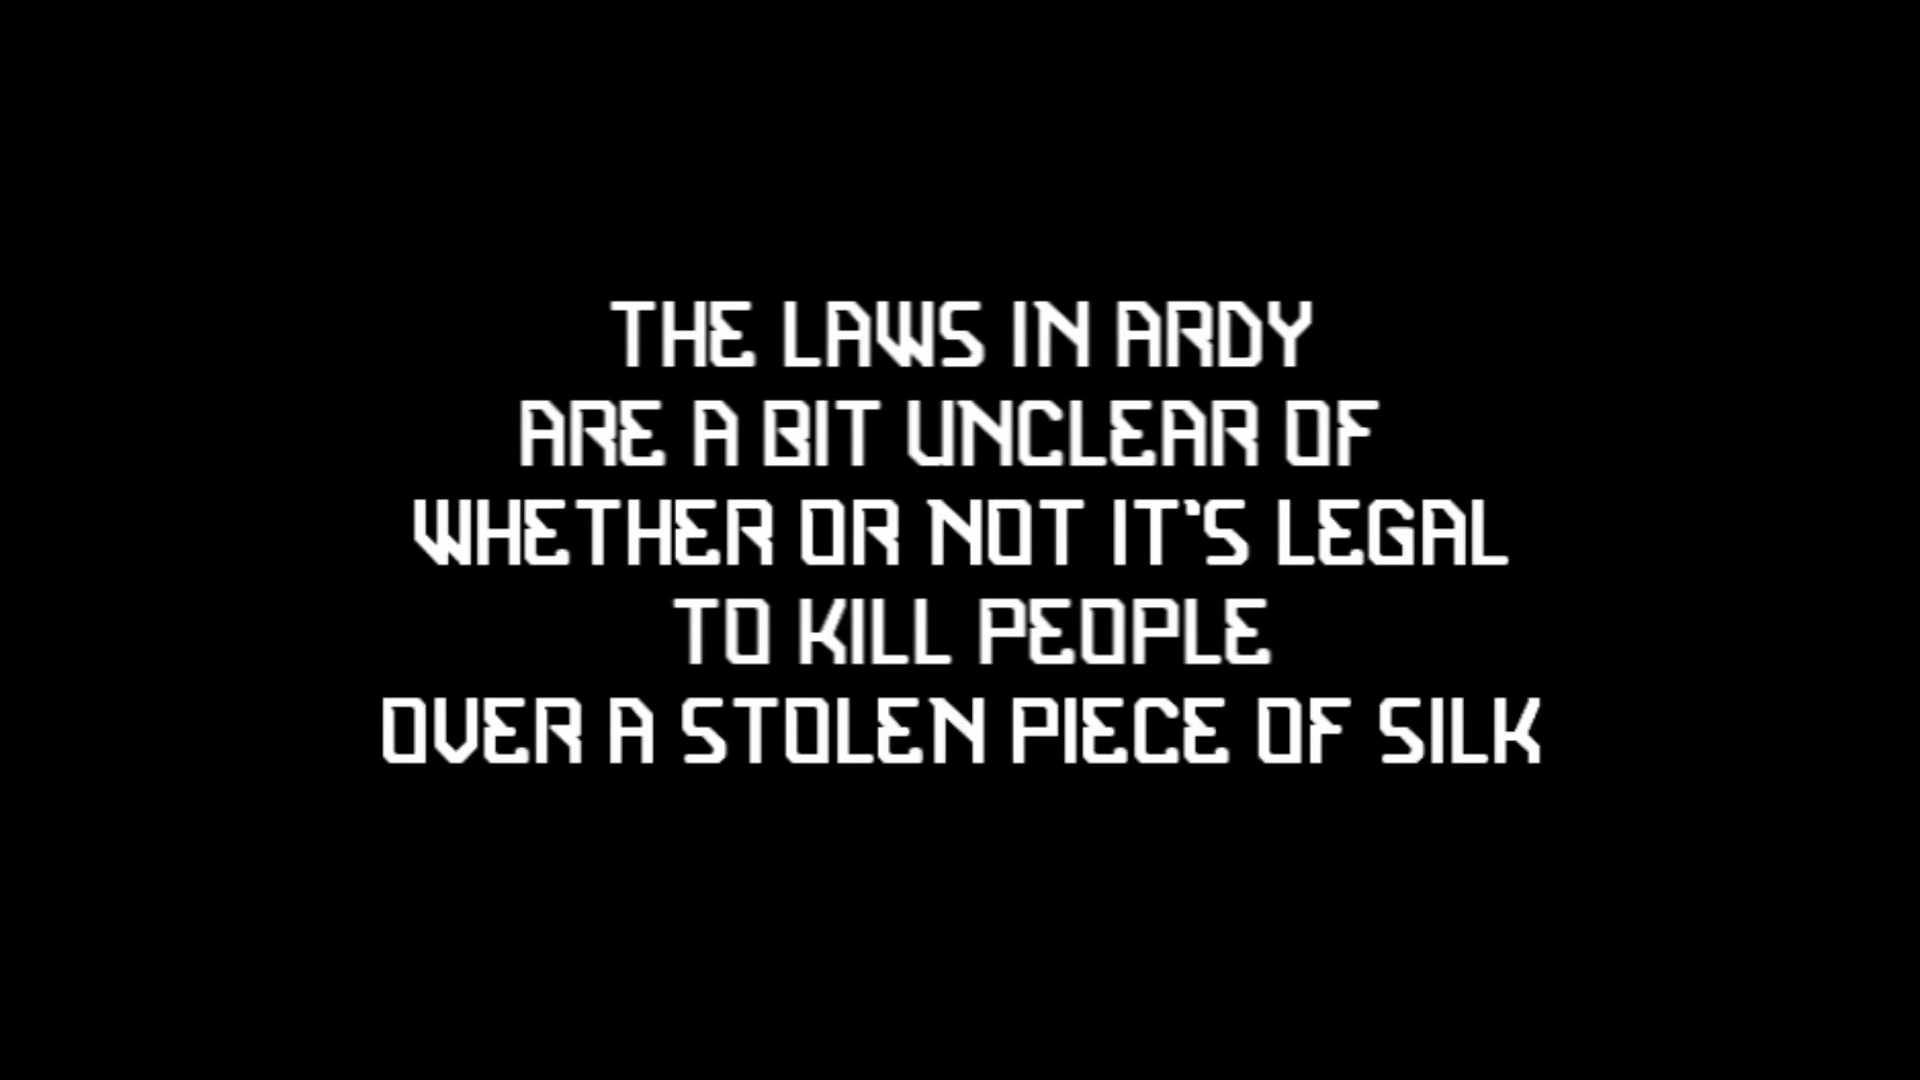 THE LAWS IN ARDY
ARE A BIT UNCLEAR OF
WHETHER OR NOT IT'S LEGAL
TO KILL PEOPLE
OVER A STOLEN PIECE OF SILK